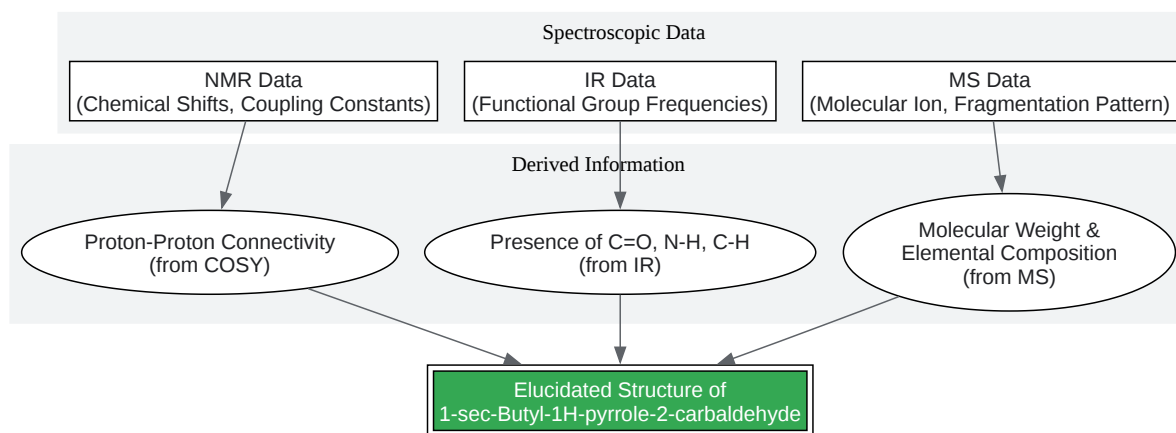 Spectroscopic Data
NMR Data
(Chemical Shifts, Coupling Constants)
IR Data
(Functional Group Frequencies)
MS Data
(Molecular Ion, Fragmentation Pattern)
Derived Information
Proton-Proton Connectivity
(from COSY)
Presence of C=O, N-H, C-H
(from IR)
Molecular Weight &
Elemental Composition
(from MS)
Elucidated Structure of
1-sec-Butyl-1H-pyrrole-2-carbaldehyde